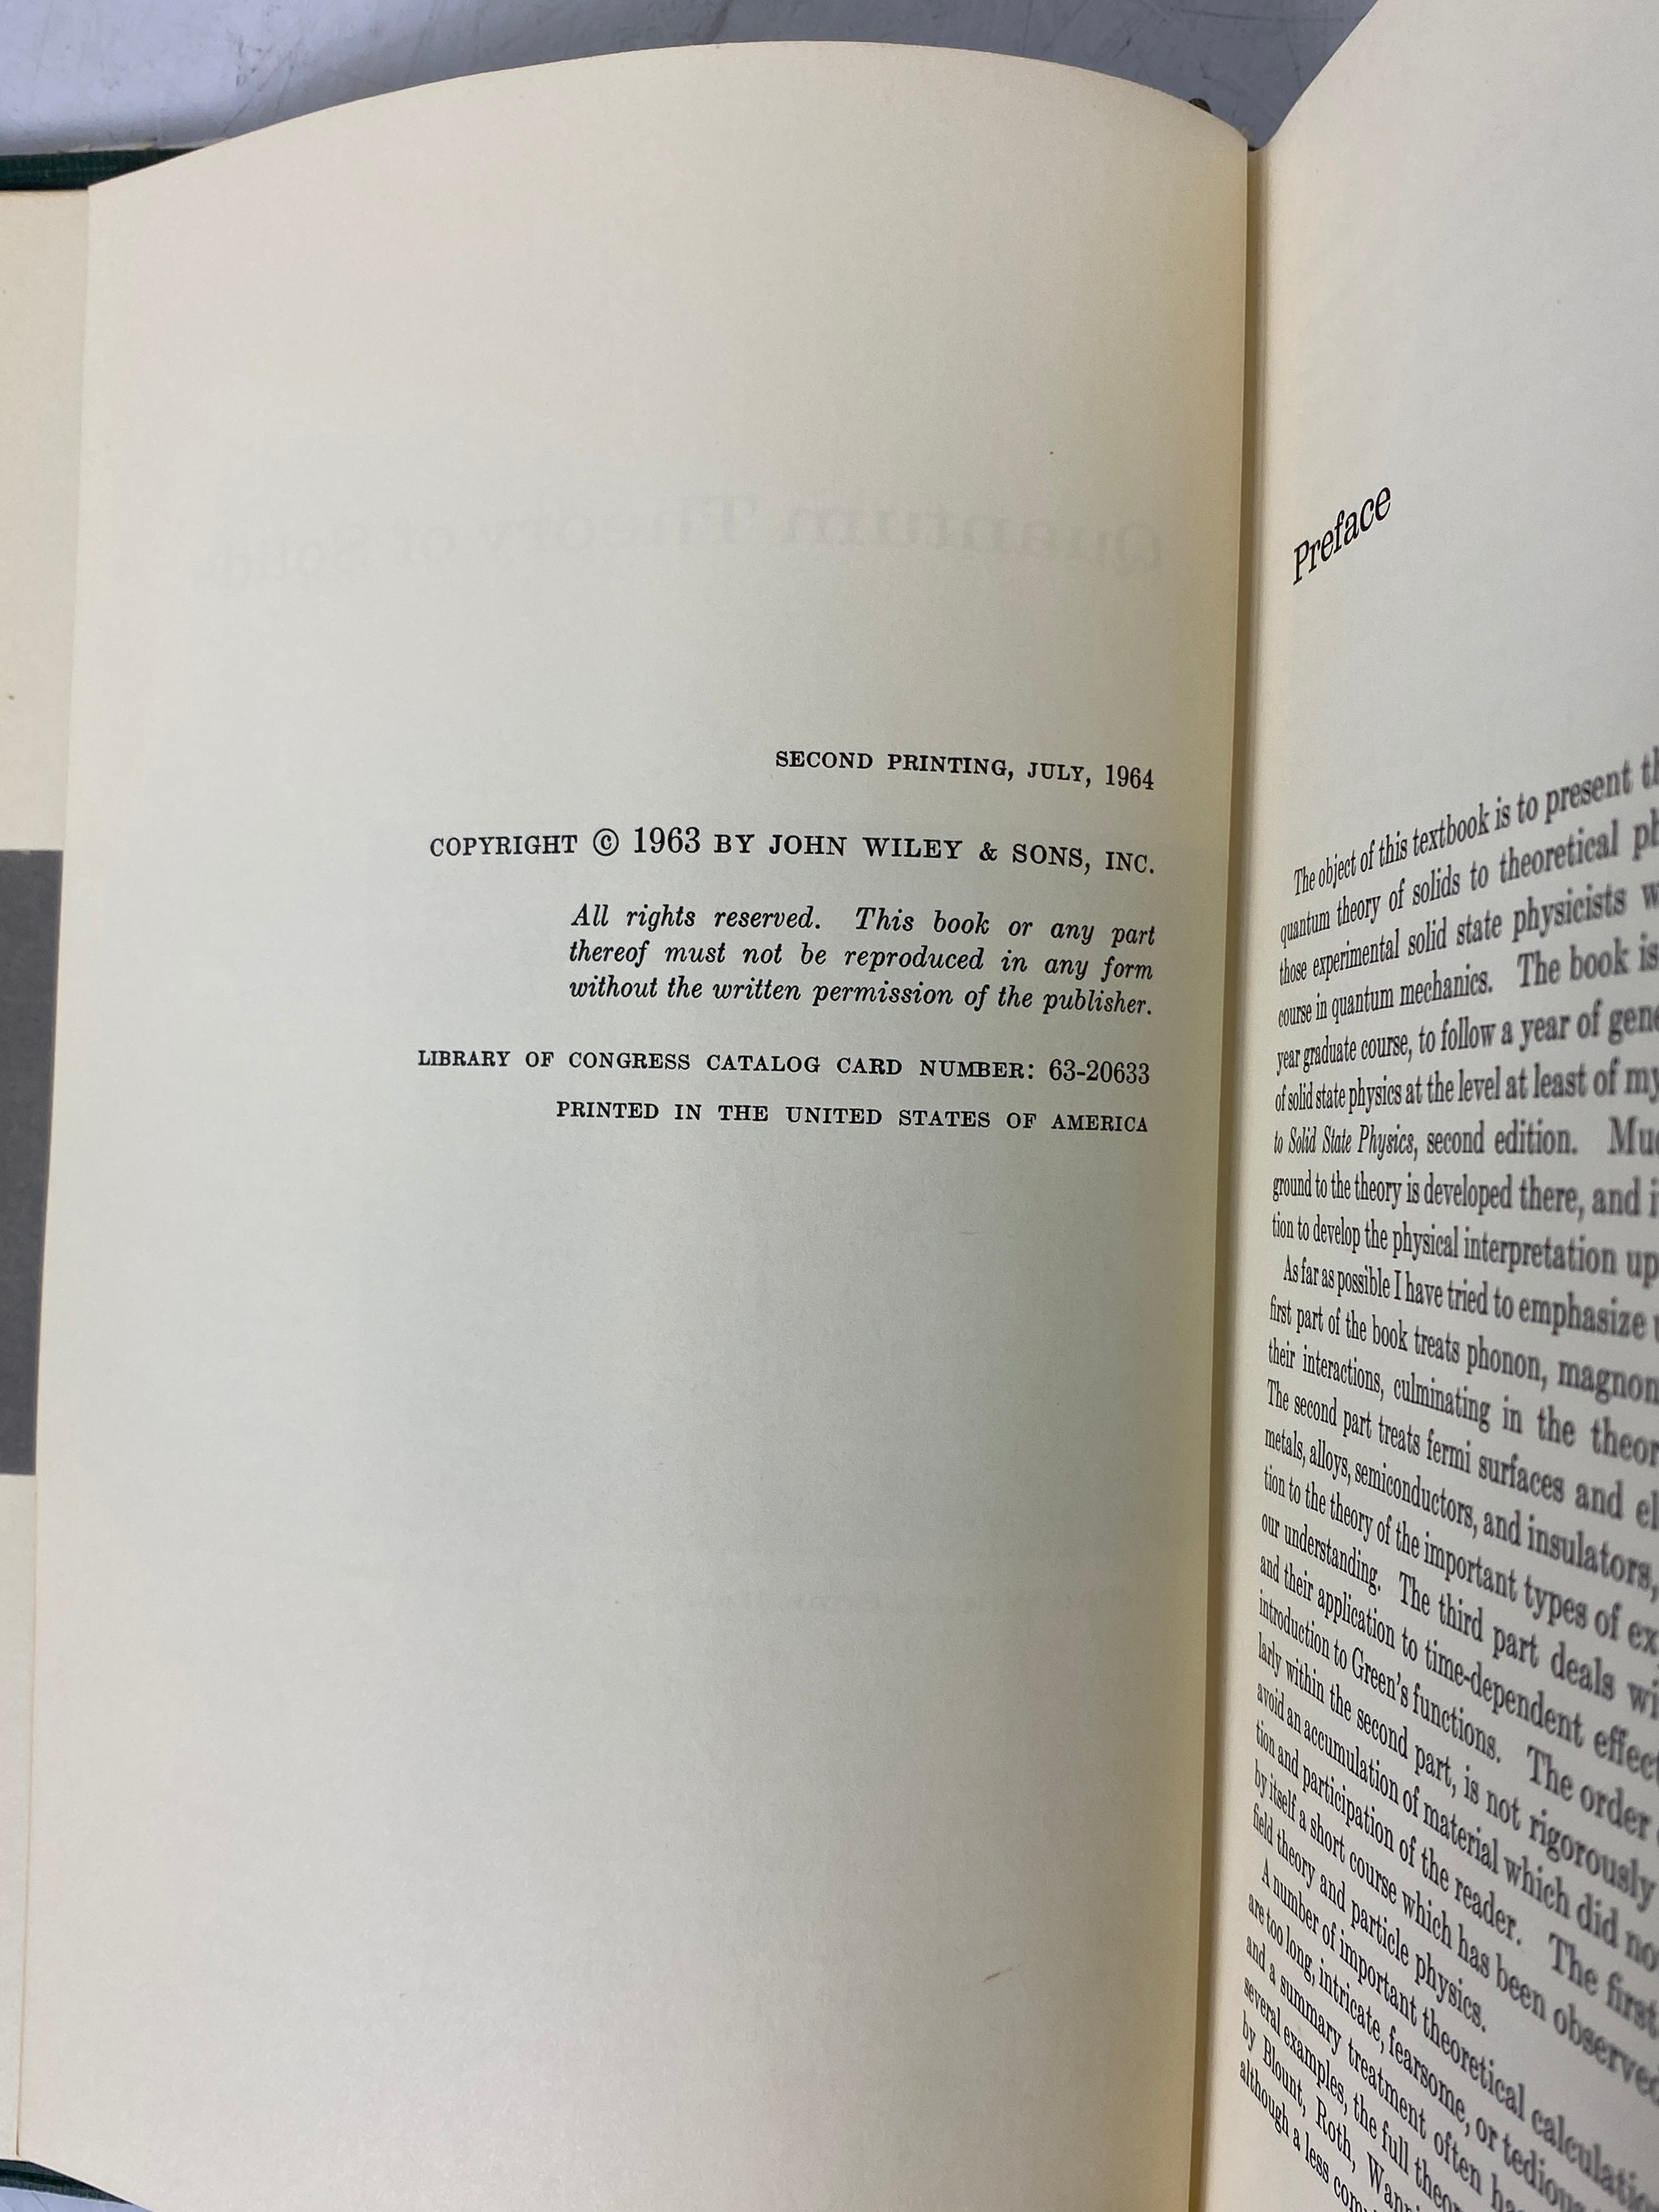 SECOND PRINTING, JULY, 1964
COPYRIGHT © 1963 BY JOHN WILEY & SONS, INC.
All rights reserved. This book or any part
thereof must not be reproduced in any form
without the written permission of the publisher.
LIBRARY OF CONGRESS CATALOG CARD NUMBER: 63-20633
PRINTED IN THE UNITED STATES OF AMERICA
Preface
The object of this textbook is to present
quantum theory of solids to theoretical
those experimental solid state physicists
course in quantum mechanics. The book is
year graduate course, to follow a year of
of solid state physics at the level at least of my
to Solid State Physics, second edition.
ground to the theory is developed there, and
tion to develop the physical interpretation
As far as possible I have tried to emphasize
first part of the book treats phonon, magnon
their interactions, culminating in the
The second part treats fermi surfaces and
metals, alloys, semiconductors, and insulators,
tion to the theory of the important types of
our understanding. The third part deals
and their application to time-dependent
introduction to Green's functions. The order
larly within the second part, is not rigorously
avoid an accumulation of material which did
tion and participation of the reader. The first
by itself a short course which has been observed
field theory and particle physics.
A number of important theoretical
are too long, intricate, fearsome, or
and a summary treatment often
several examples, the full
by Blount, Roth,
although a less